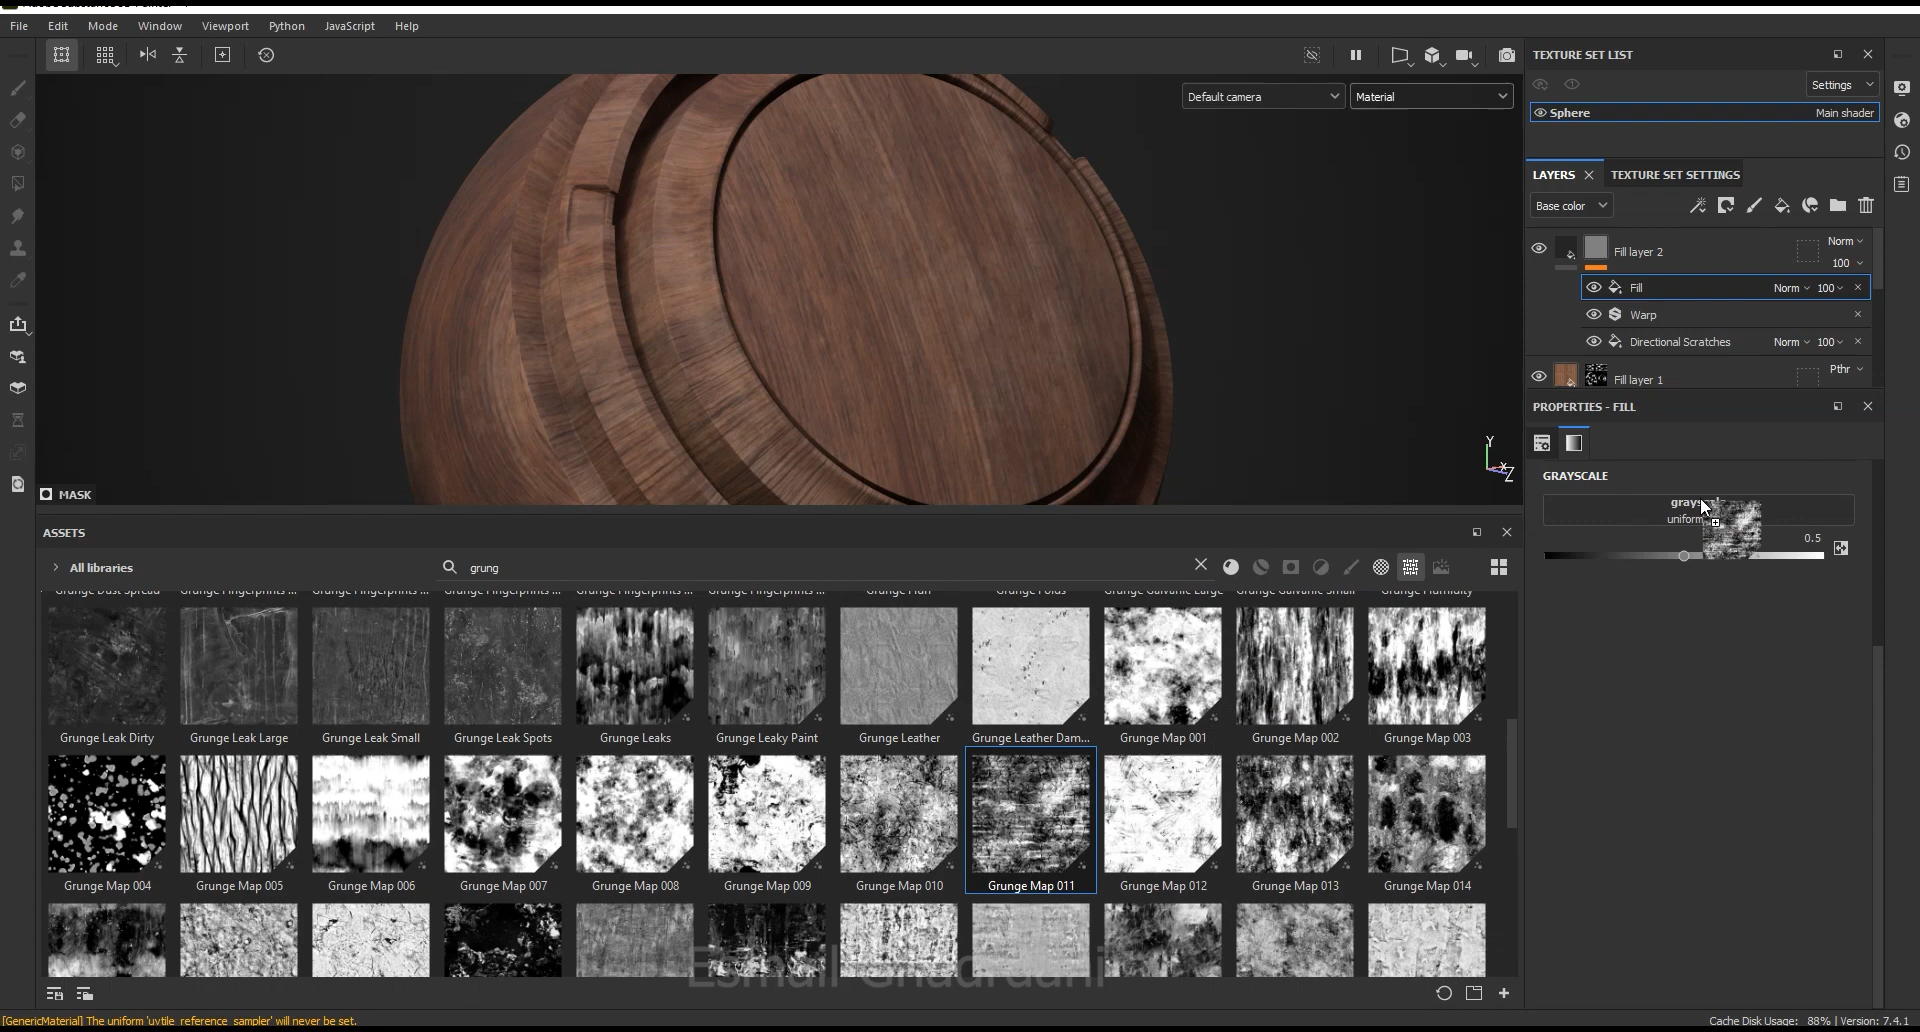 File Edit Mode Window Viewport Python JavaScript Help
Default camera
Material
MASK
Y
X
Z
TEXTURE SET LIST
Settings
Sphere Main shader
LAYERS
TEXTURE SET SETTINGS
Base color
Fill layer 2 Norm
100
Fill Norm 100
Warp
Directional Scratches Norm 100
Fill layer 1 Pthr
PROPERTIES - FILL
GRAYSCALE
uniform
0.5
ASSETS
All libraries
grung
Grunge Leak Dirty Grunge Leak Large Grunge Leak Small Grunge Leak Spots Grunge Leaks Grunge Leaky Paint Grunge Leather Grunge Leather Dam... Grunge Map 001 Grunge Map 002 Grunge Map 003
Grunge Map 004 Grunge Map 005 Grunge Map 006 Grunge Map 007 Grunge Map 008 Grunge Map 009 Grunge Map 010 Grunge Map 011 Grunge Map 012 Grunge Map 013 Grunge Map 014
[GenericMaterial] The uniform 'uvtile_reference_sampler' will never be set.
Cache Disk Usage: 88% | Version: 7.4.1